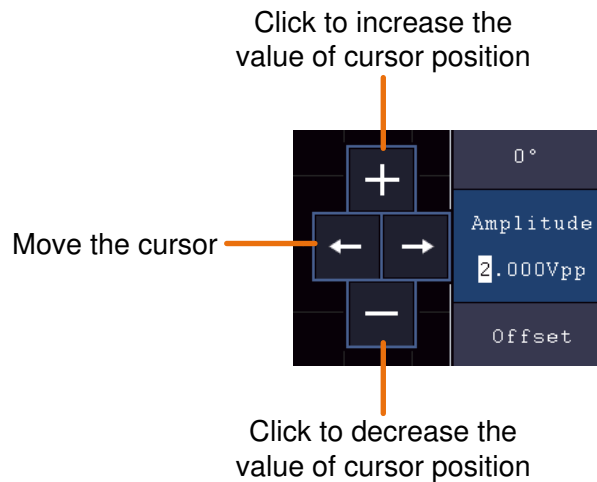 Click to increase the
value of cursor position
0°
Amplitude
Move the cursor
2.000Vpp
Offset
Click to decrease the
value of cursor position